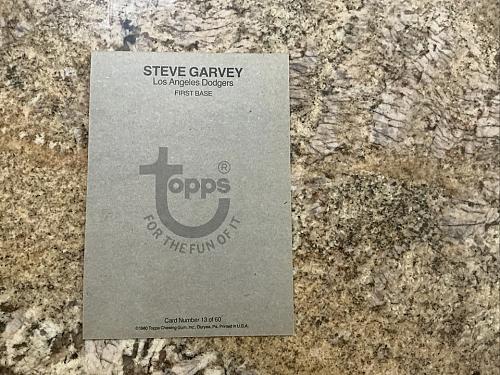 STEVE GARVEY
Los Angeles Dodgers
FIRST BASE
Topps®
FOR THE FUN OF IT
Card Number 13 of 60
©1980 Topps Chewing Gum, Inc., Duryea, Pa. Printed in U.S.A.